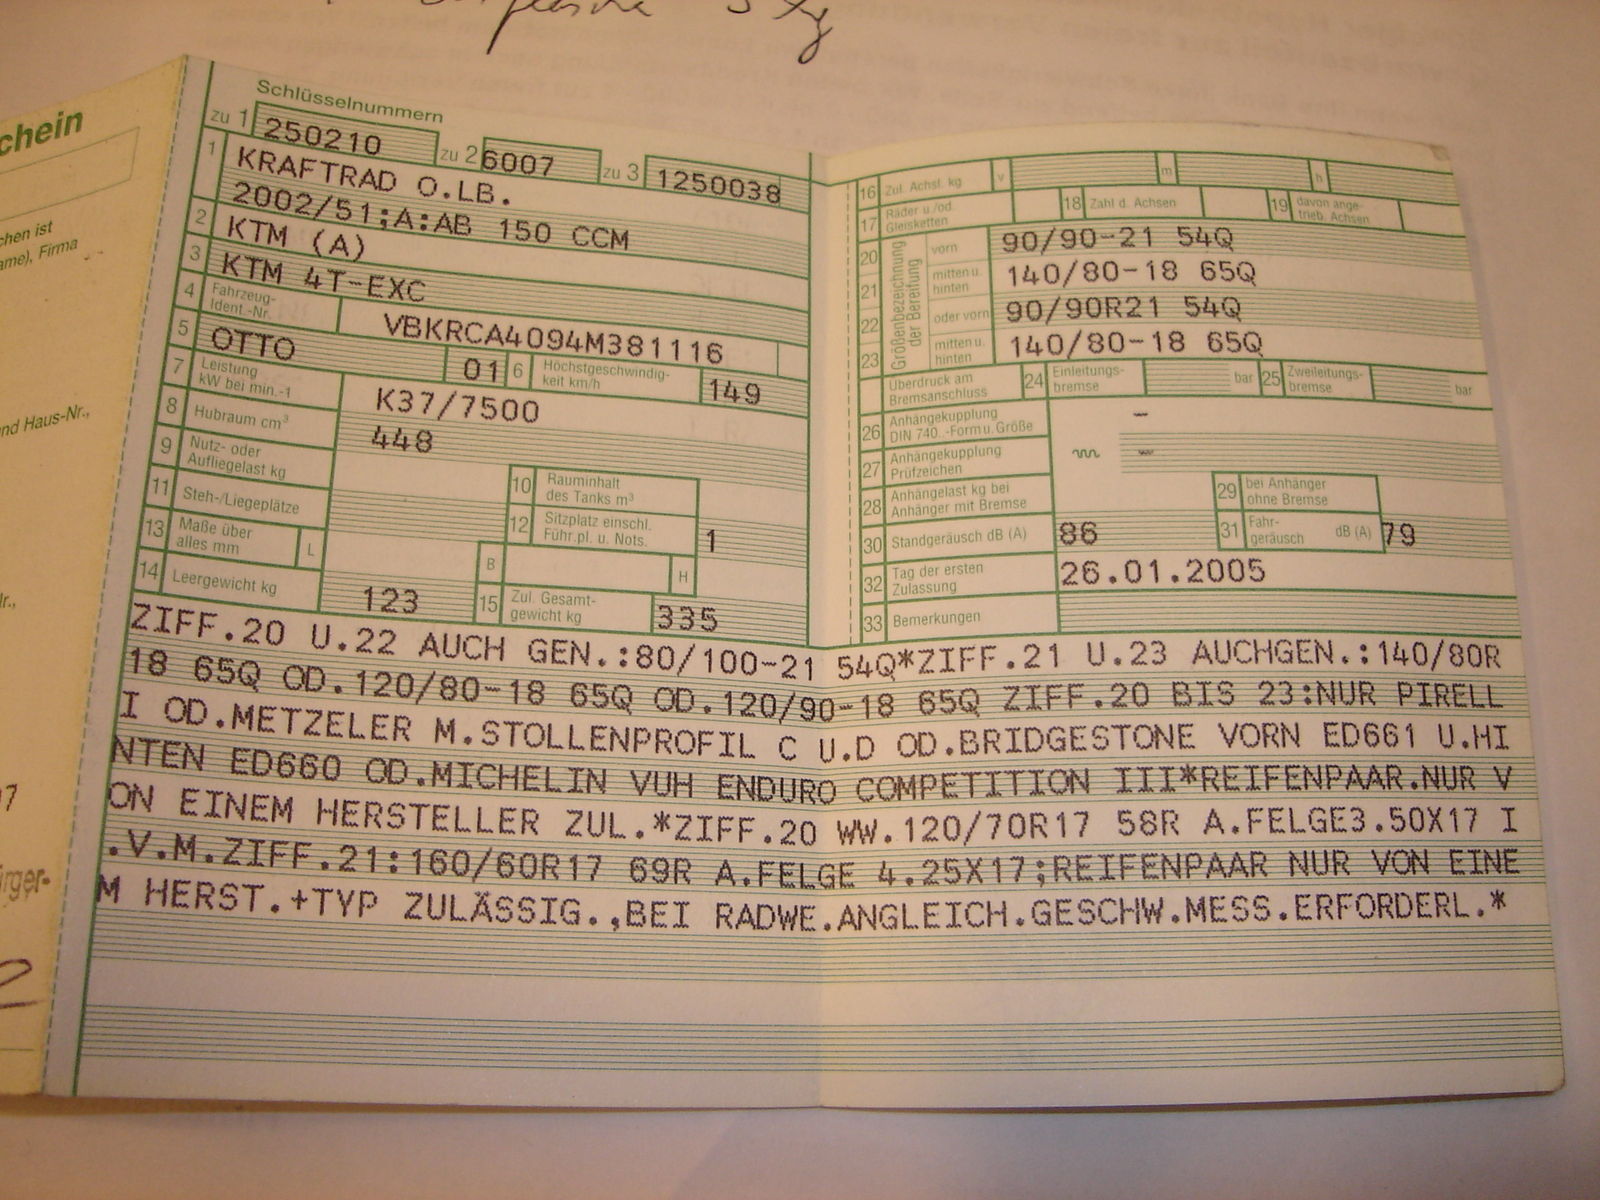 chein
chen ist
ame), Firma
nd Haus-Nr.,
r.,
7
rger-
Schlüsselnummern
zu 1 250210 zu 2 6007 zu 3 1250038
1 KRAFTRAD O.LB.
2002/51;A:AB 150 CCM
2 KTM (A)
3 KTM 4T-EXC
4 Fahrzeug-Ident.-Nr. VBKRCA4094M381116
5 OTTO 01 6 Höchstgeschwindigkeit km/h 149
7 Leistung kW bei min.-1 K37/7500
8 Hubraum cm³ 448
9 Nutz- oder Aufliegelast kg 10 Rauminhalt des Tanks m³
11 Steh-/Liegeplätze 12 Sitzplatz einschl. Führ.pl. u. Nots. 1
13 Maße über alles mm L B H
14 Leergewicht kg 123 15 Zul. Gesamt-gewicht kg 335
16 Zul. Achsl. kg v m h
17 Räder u./od. Gleisketten 18 Zahl d. Achsen 19 davon ange-trieb. Achsen
Größenbezeichnung der Bereifung
20 vorn 90/90-21 54Q
21 mitten u. hinten 140/80-18 65Q
22 oder vorn 90/90R21 54Q
23 mitten u. hinten 140/80-18 65Q
Überdruck am Bremsanschluss 24 Einleitungs-bremse bar 25 Zweileitungs-bremse bar
26 Anhängekupplung DIN 740..-Form u. Größe -
27 Anhängekupplung Prüfzeichen -
28 Anhängelast kg bei Anhänger mit Bremse 29 bei Anhänger ohne Bremse
30 Standgeräusch dB (A) 86 31 Fahr-geräusch dB (A) 79
32 Tag der ersten Zulassung 26.01.2005
33 Bemerkungen
ZIFF.20 U.22 AUCH GEN.:80/100-21 54Q*ZIFF.21 U.23 AUCHGEN.:140/80R
18 65Q OD.120/80-18 65Q OD.120/90-18 65Q ZIFF.20 BIS 23:NUR PIRELL
I OD.METZELER M.STOLLENPROFIL C U.D OD.BRIDGESTONE VORN ED661 U.HI
NTEN ED660 OD.MICHELIN VUH ENDURO COMPETITION III*REIFENPAAR.NUR V
ON EINEM HERSTELLER ZUL.*ZIFF.20 WW.120/70R17 58R A.FELGE3.50X17 I
.V.M.ZIFF.21:160/60R17 69R A.FELGE 4.25X17;REIFENPAAR NUR VON EINE
M HERST.+TYP ZULÄSSIG.,BEI RADWE.ANGLEICH.GESCHW.MESS.ERFORDERL.*